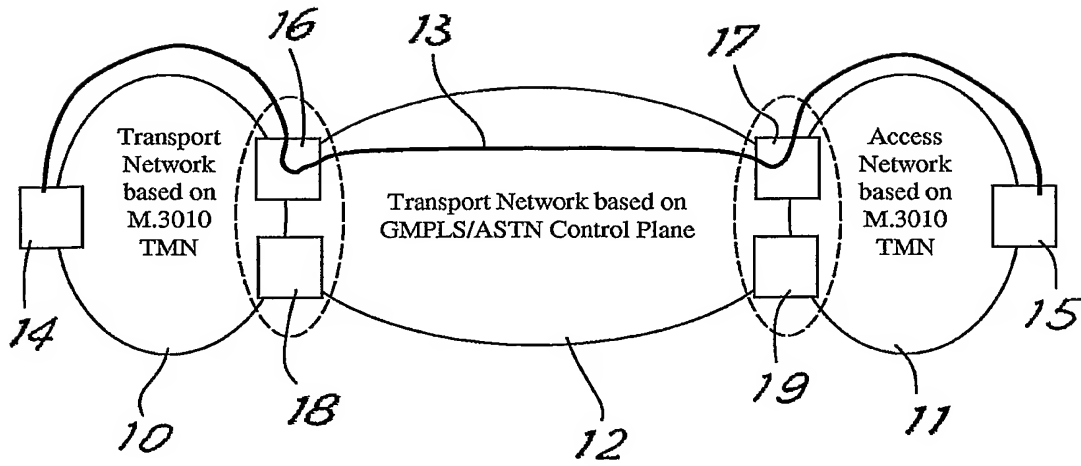 16
13
17
Transport
Network
based on
M.3010
TMN
Transport Network based on
GMPLS/ASTN Control Plane
Access
Network
based on
M.3010
TMN
14
18
10
12
19
11
15